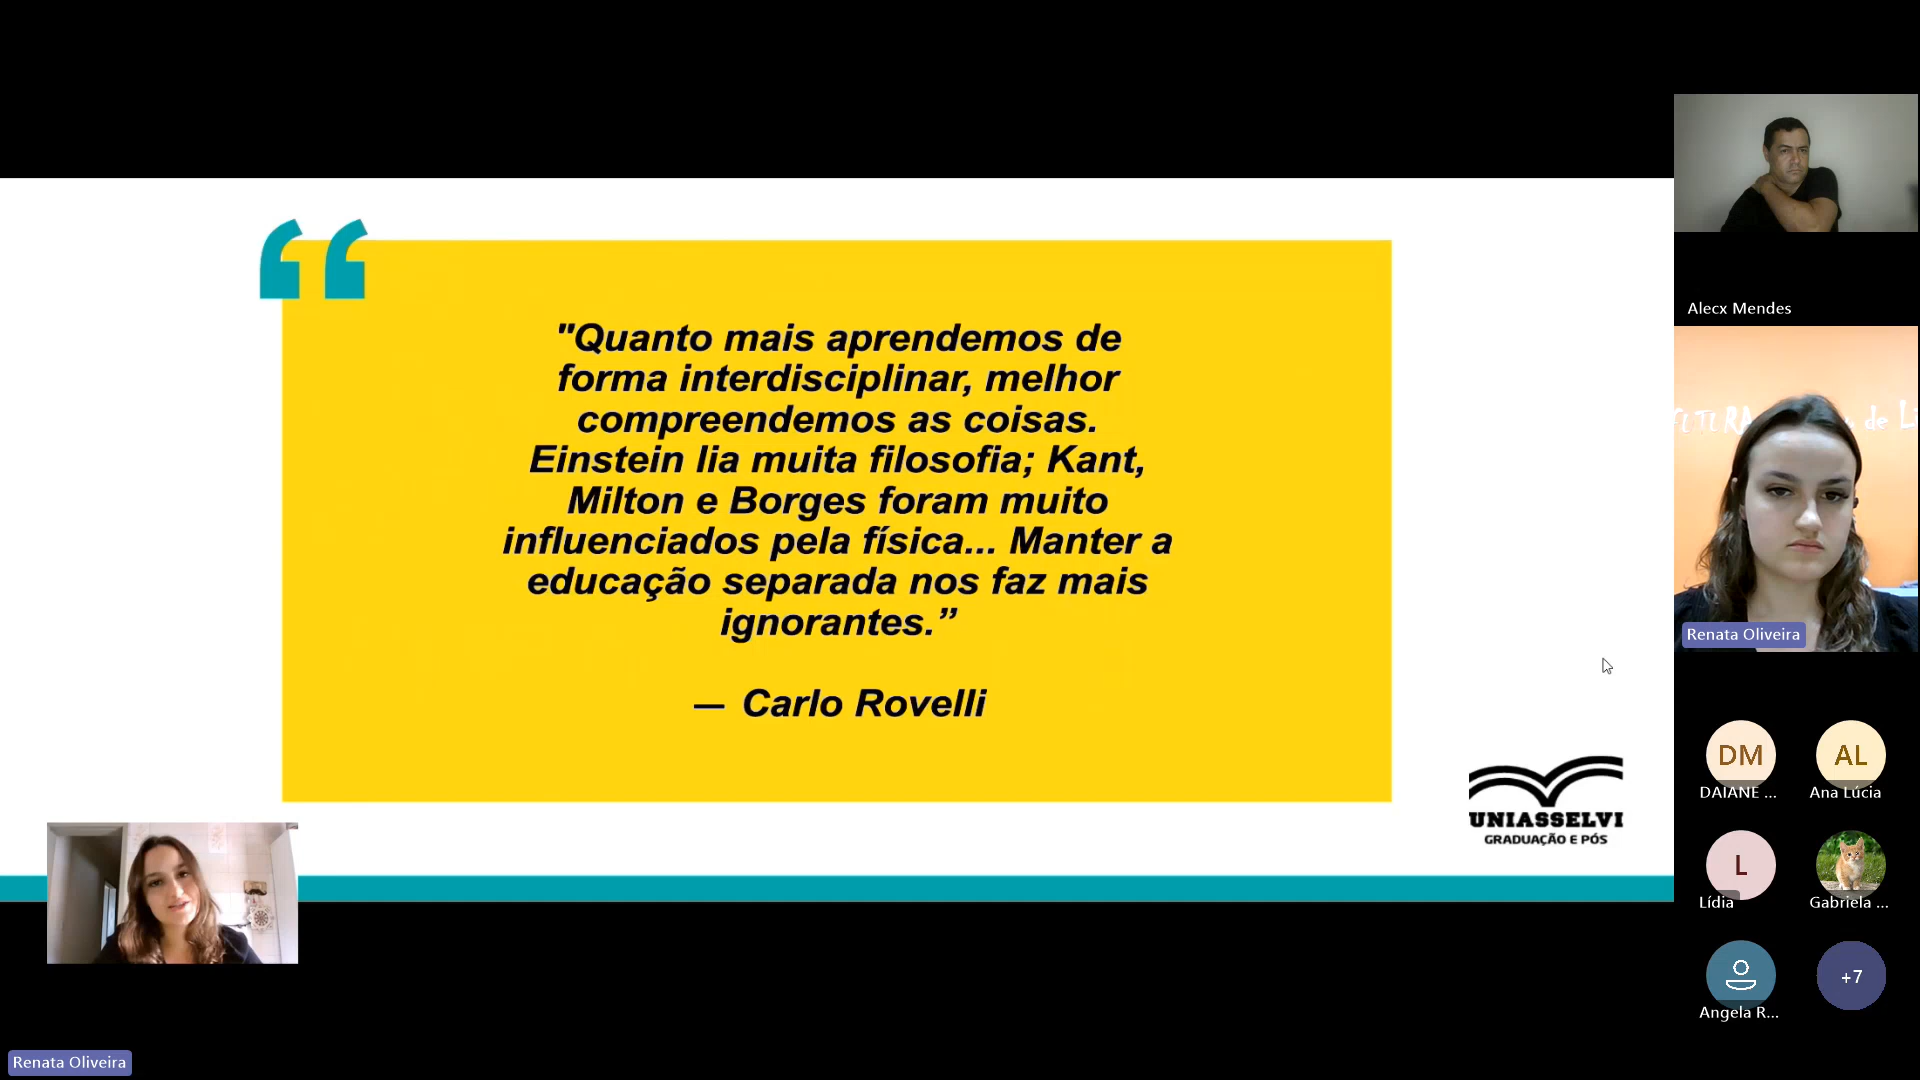 "Quanto mais aprendemos de
forma interdisciplinar, melhor
compreendemos as coisas.
Einstein lia muita filosofia; Kant,
Milton e Borges foram muito
influenciados pela física... Manter a
educação separada nos faz mais
ignorantes.”
— Carlo Rovelli
UNIASSELVI
GRADUAÇÃO E PÓS
Renata Oliveira
Alecx Mendes
de
Renata Oliveira
DM
DAIANE ...
AL
Ana Lúcia
L
Lídia
Gabriela ...
Angela R...
+7